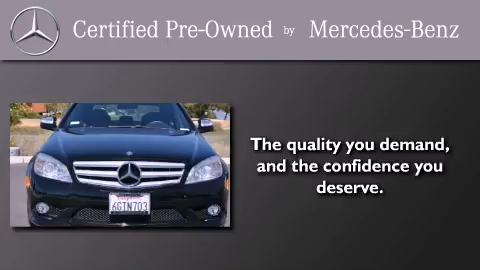 Certified Pre-Owned by Mercedes-Benz
The quality you demand,
and the confidence you
deserve.
6GTN703